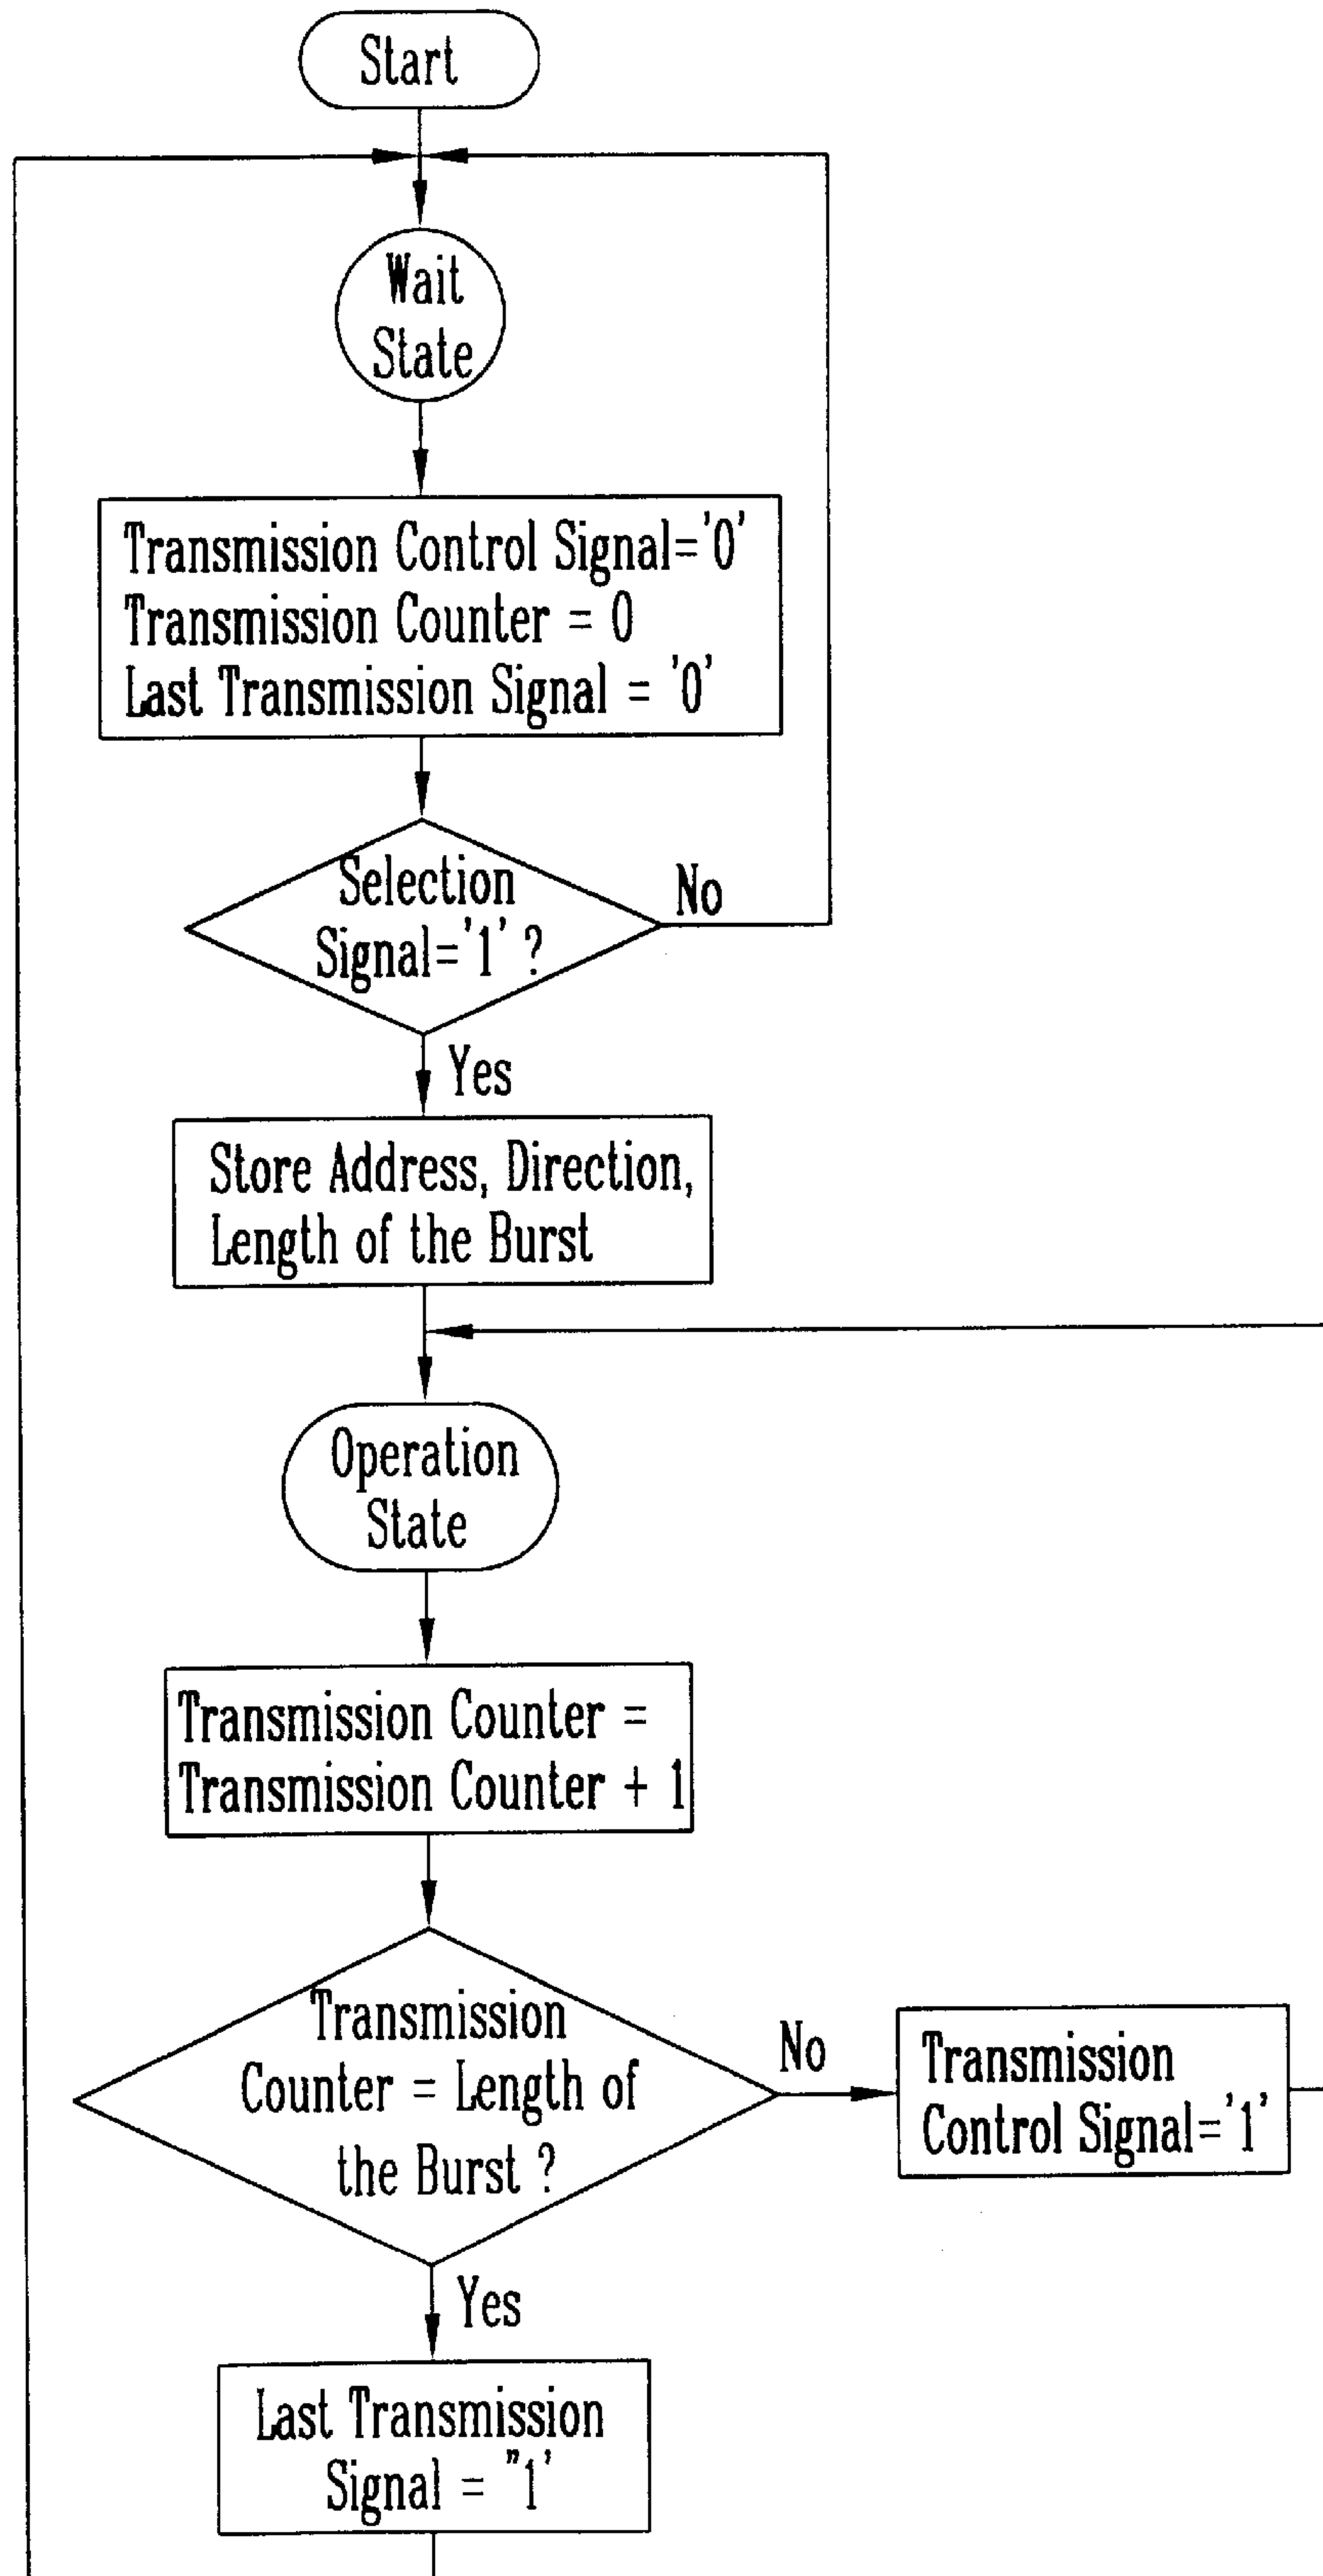 Start
Wait
State
Transmission Control Signal='0'
Transmission Counter = 0
Last Transmission Signal = '0'
Selection
Signal='1' ?
No
Yes
Store Address, Direction,
Length of the Burst
Operation
State
Transmission Counter =
Transmission Counter + 1
Transmission
Counter = Length of
the Burst ?
No
Transmission
Control Signal='1'
Yes
Last Transmission
Signal = "1'